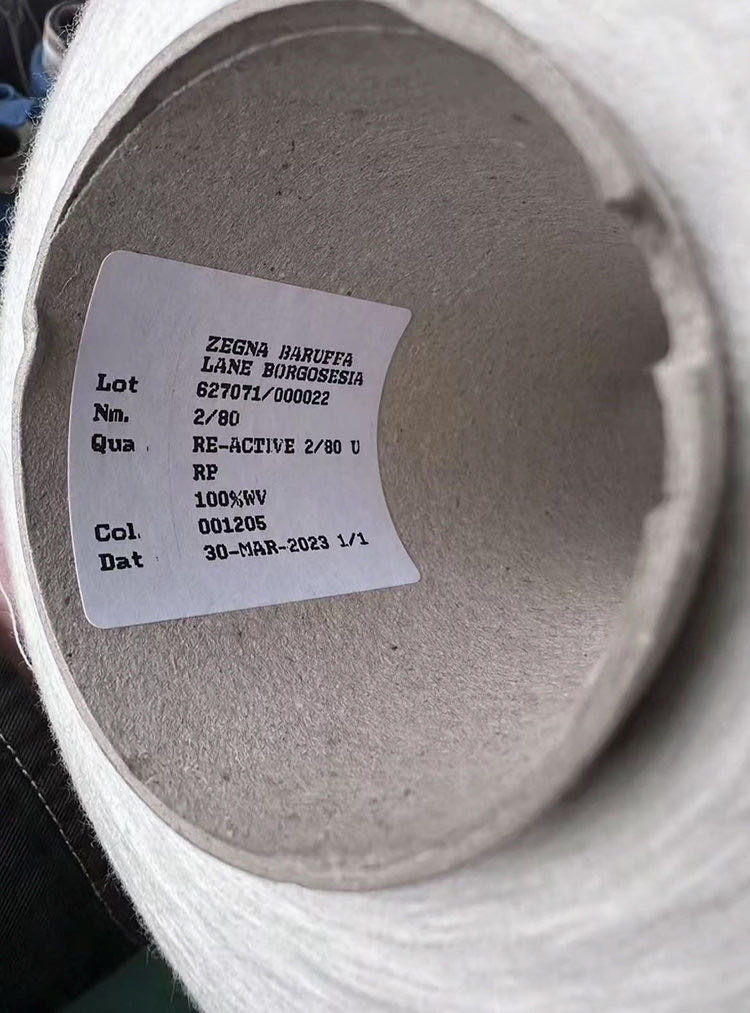 ZEGNA BARUFFA
LANE BORGOSESIA
Lot 627071/000022
Nm. 2/80
Qua RE-ACTIVE 2/80 U
RP
100%WV
Col. 001205
Dat 30-MAR-2023 1/1